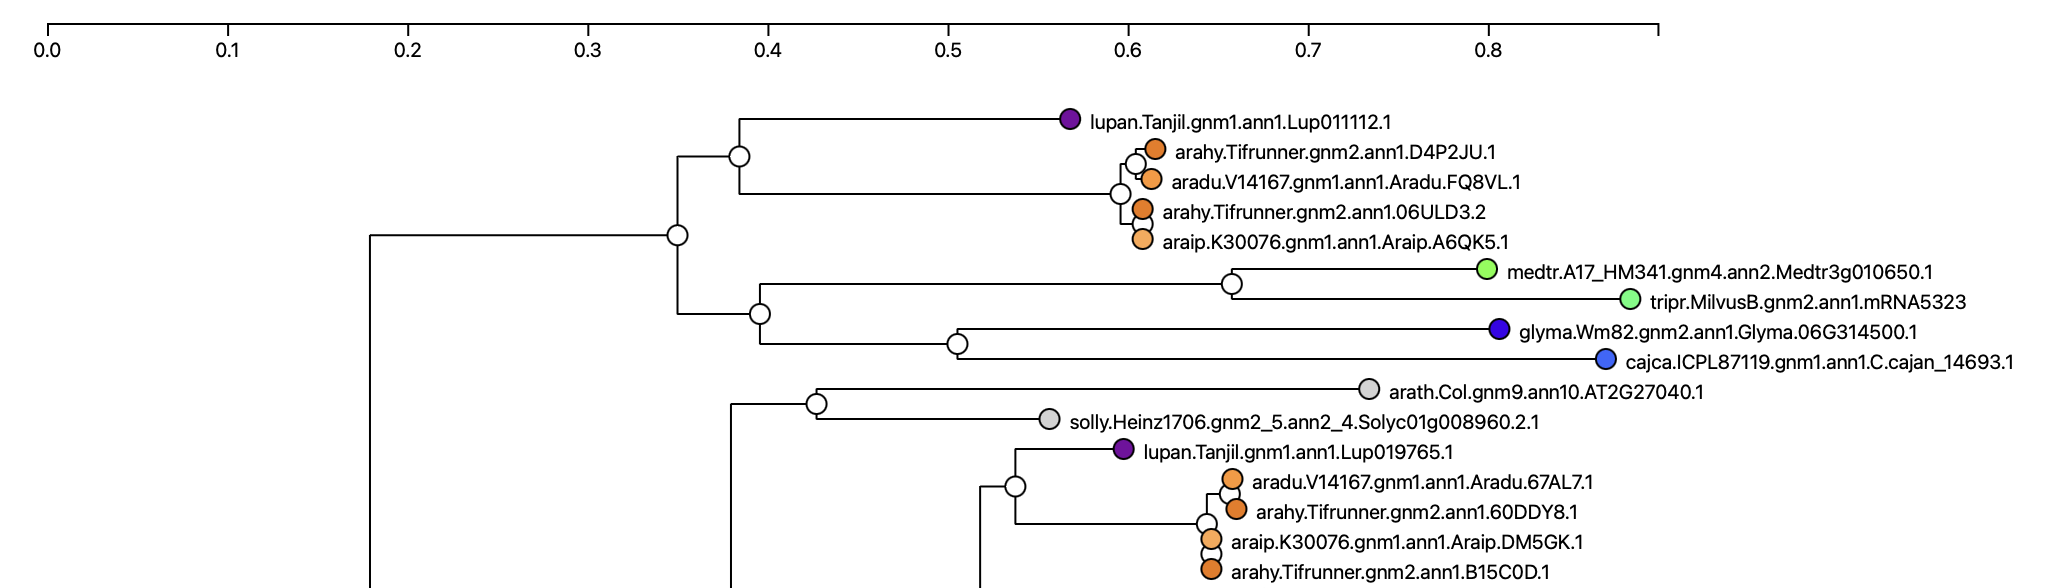 0.0 0.1 0.2 0.3 0.4 0.5 0.6 0.7 0.8
lupan.Tanjil.gnm1.ann1.Lup011112.1
arahy.Tifrunner.gnm2.ann1.D4P2JU.1
aradu.V14167.gnm1.ann1.Aradu.FQ8VL.1
arahy.Tifrunner.gnm2.ann1.06ULD3.2
araip.K30076.gnm1.ann1.Araip.A6QK5.1
medtr.A17_HM341.gnm4.ann2.Medtr3g010650.1
tripr.MilvusB.gnm2.ann1.mRNA5323
glyma.Wm82.gnm2.ann1.Glyma.06G314500.1
cajca.ICPL87119.gnm1.ann1.C.cajan_14693.1
arath.Col.gnm9.ann10.AT2G27040.1
solly.Heinz1706.gnm2_5.ann2_4.Solyc01g008960.2.1
lupan.Tanjil.gnm1.ann1.Lup019765.1
aradu.V14167.gnm1.ann1.Aradu.67AL7.1
arahy.Tifrunner.gnm2.ann1.60DDY8.1
araip.K30076.gnm1.ann1.Araip.DM5GK.1
arahy.Tifrunner.gnm2.ann1.B15C0D.1